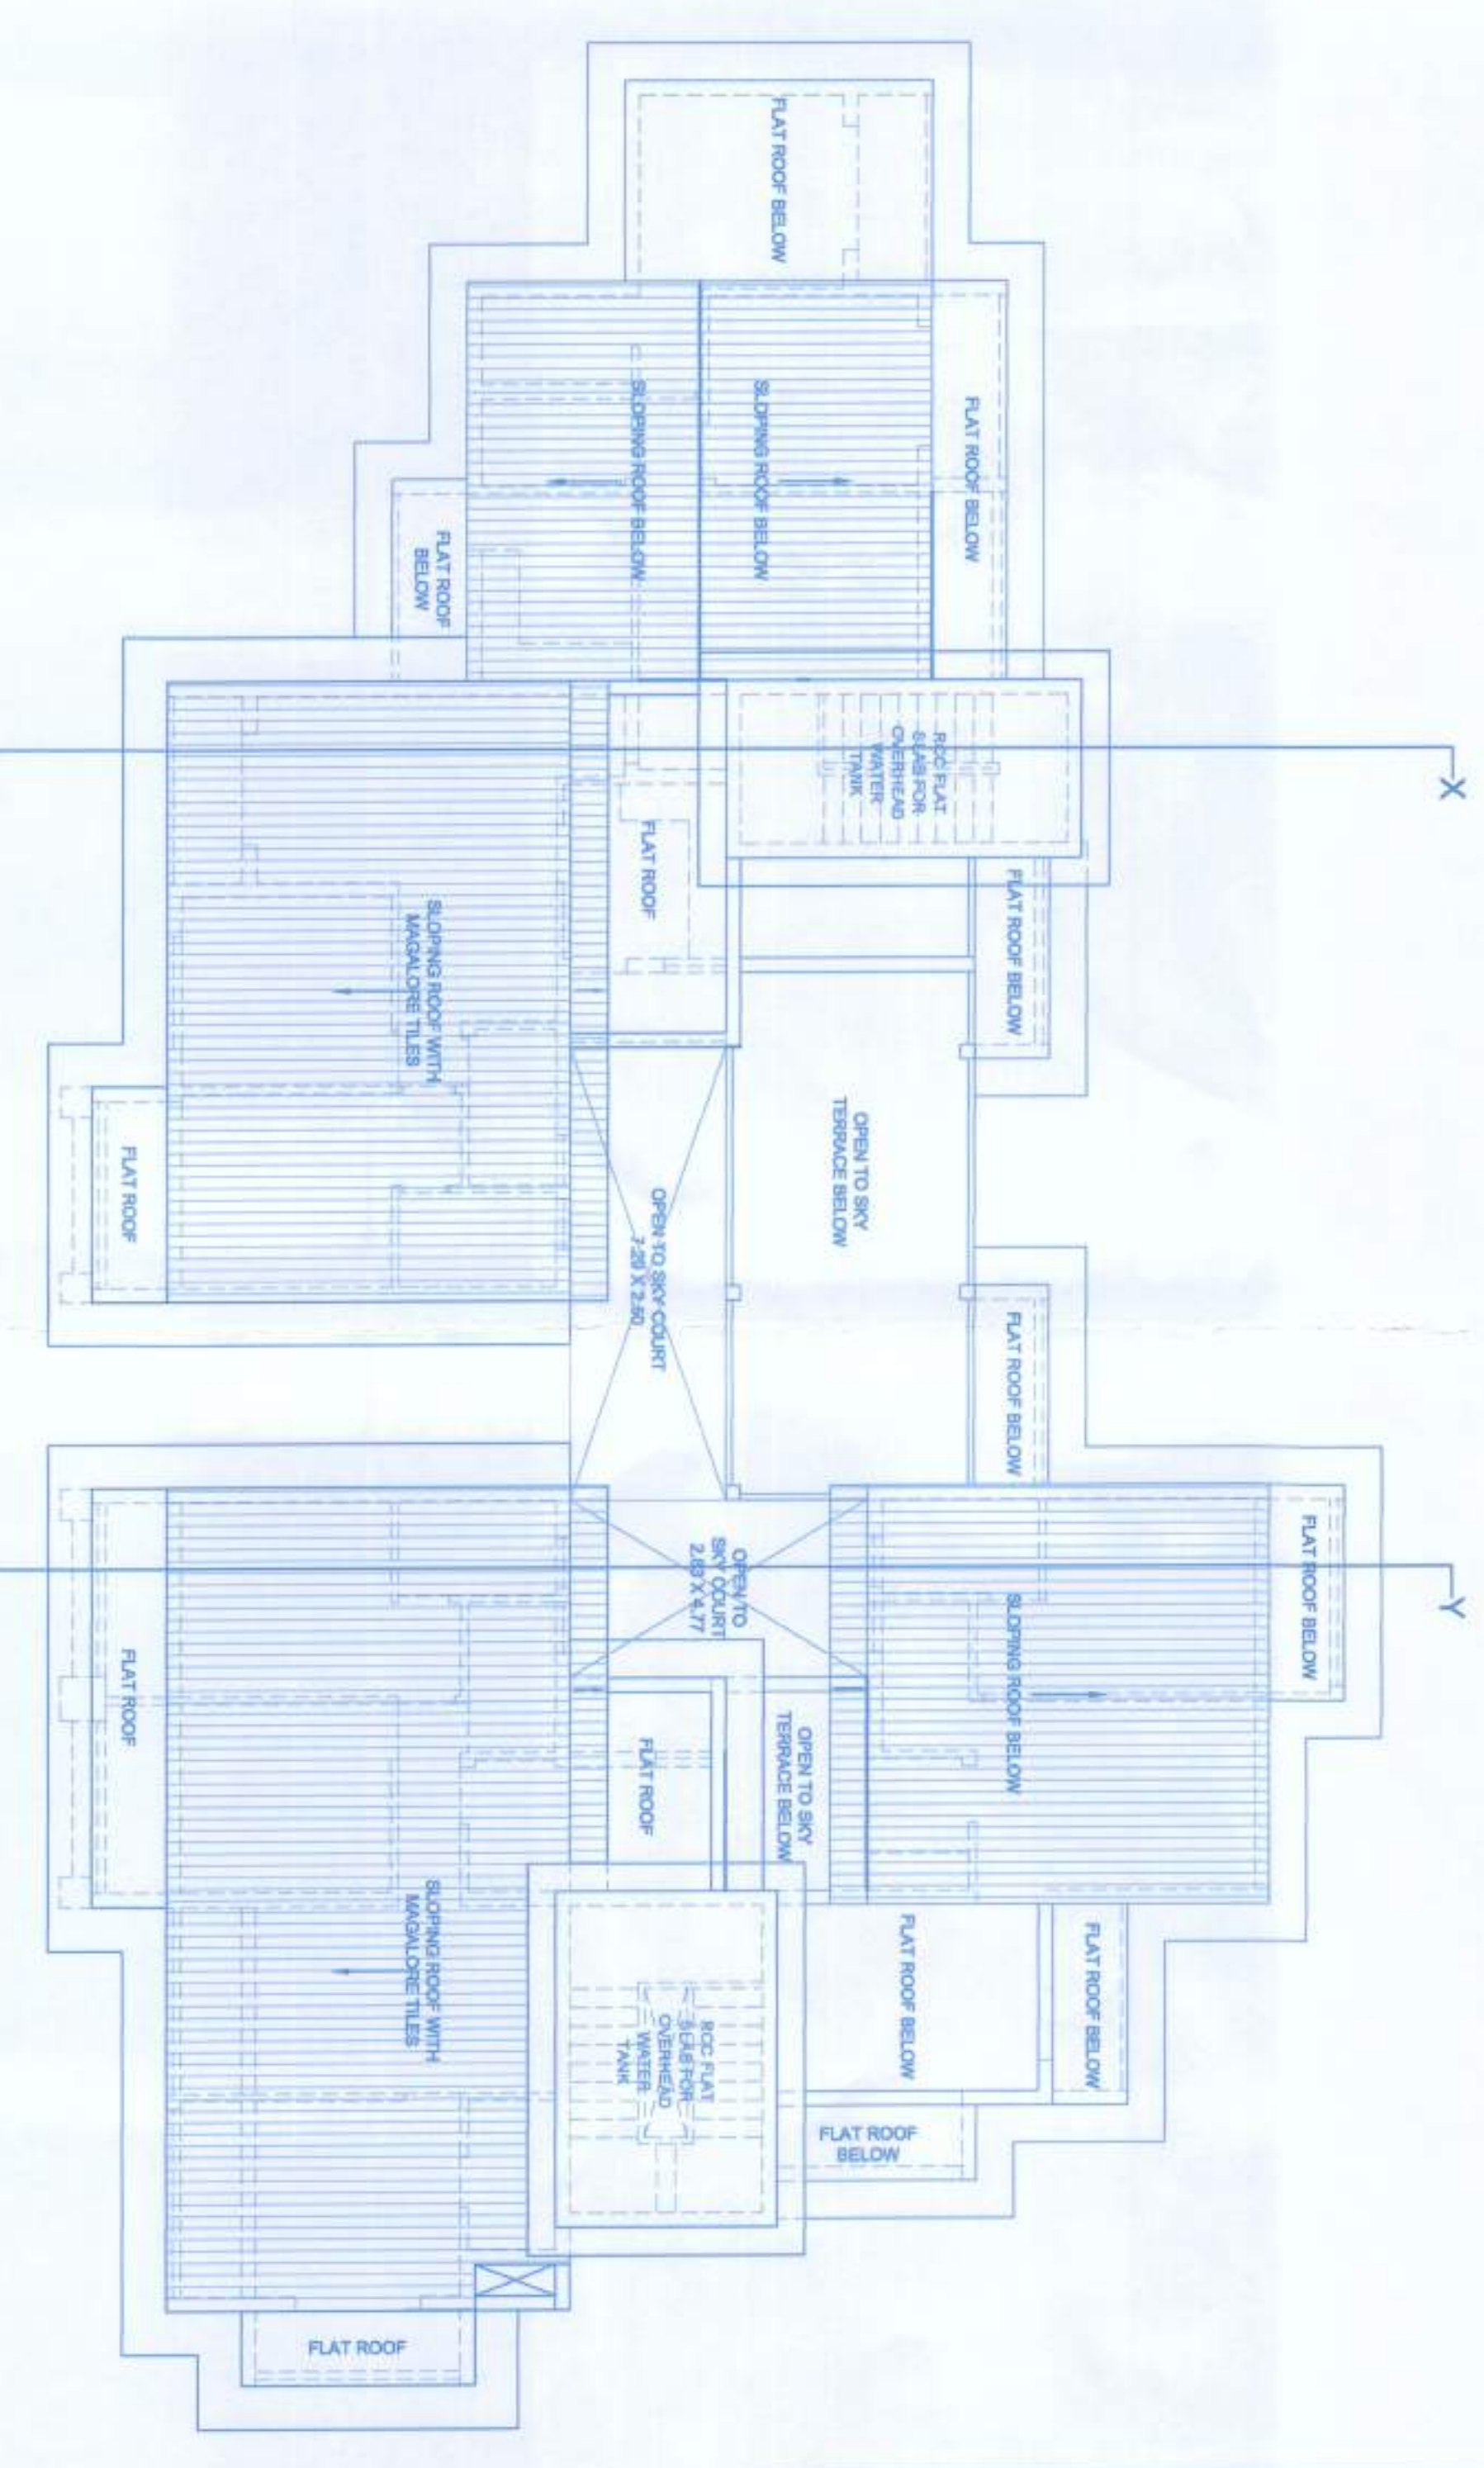 FLAT ROOF BELOW
SLOPING ROOF BELOW
SLOPING ROOF BELOW
FLAT ROOF BELOW
FLAT ROOF
BELOW
X
RCC FLAT
SLAB FOR
OVERHEAD
WATER
TANK
FLAT ROOF
FLAT ROOF BELOW
SLOPING ROOF WITH
MAGALORE TILES
OPEN TO SKY
TERRACE BELOW
FLAT ROOF
OPEN TO SKY COURT
7.20 X 2.50
FLAT ROOF BELOW
Y
FLAT ROOF BELOW
OPEN TO
SKY COURT
2.83 X 4.77
SLOPING ROOF BELOW
FLAT ROOF
FLAT ROOF
OPEN TO SKY
TERRACE BELOW
SLOPING ROOF WITH
MAGALORE TILES
FLAT ROOF BELOW
FLAT ROOF BELOW
RCC FLAT
SLAB FOR
OVERHEAD
WATER
TANK
FLAT ROOF
BELOW
FLAT ROOF